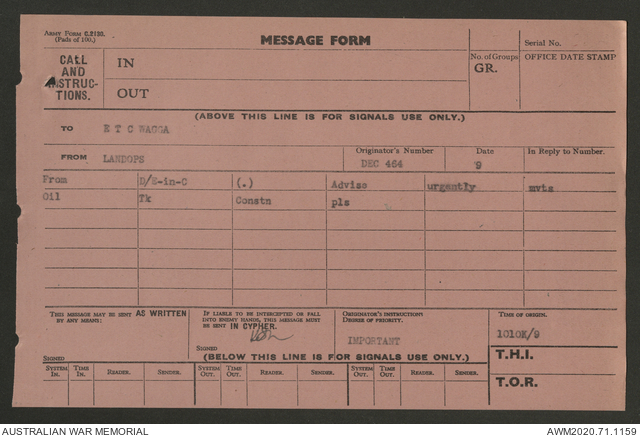 ARMY FORM C.2136.
(Pads of 100.)
MESSAGE FORM
Serial No.
CALL
AND
INSTRUC-
TIONS.
IN
OUT
No. of Groups
GR.
OFFICE DATE STAMP
(ABOVE THIS LINE IS FOR SIGNALS USE ONLY.)
TO E T C WAGGA
FROM LANDOPS
Originator's Number
DEC 464
Date
9
In Reply to Number.
From D/E-in-C (.) Advise urgently mvts
Oil Tk Constn pls
THIS MESSAGE MAY BE SENT AS WRITTEN
BY ANY MEANS:
SIGNED
IF LIABLE TO BE INTERCEPTED OR FALL
INTO ENEMY HANDS, THIS MESSAGE MUST
BE SENT IN CYPHER.
SIGNED
ORIGINATOR'S INSTRUCTION:
DEGREE OF PRIORITY.
IMPORTANT
TIME OF ORIGIN.
1010K/9
(BELOW THIS LINE IS FOR SIGNALS USE ONLY.)
T.H.I.
T.O.R.
SYSTEM IN. TIME IN. READER. SENDER. SYSTEM OUT. TIME OUT. READER. SENDER. SYSTEM OUT. TIME OUT. READER. SENDER.
AUSTRALIAN WAR MEMORIAL
AWM2020.71.1159